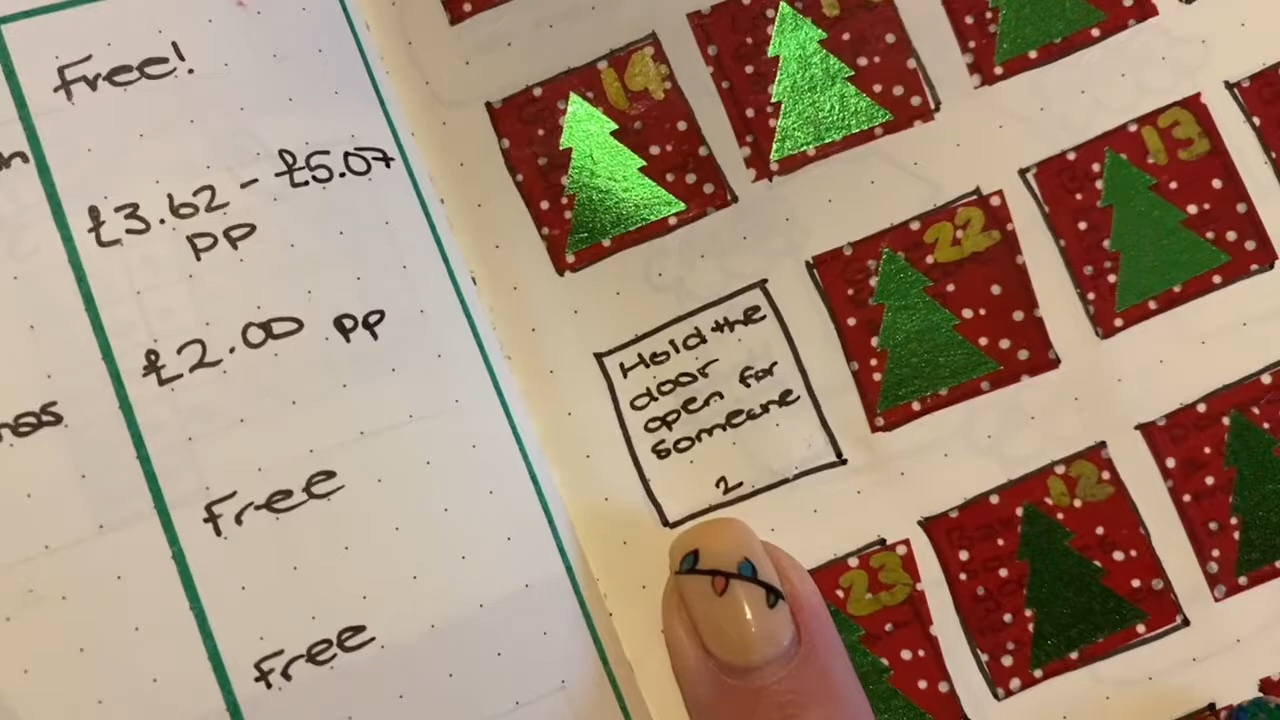 Free!
£3.62 - £5.07
PP
£2.00 PP
Free
Free
14
13
22
Hold the
door
open for
Someone
2
12
23